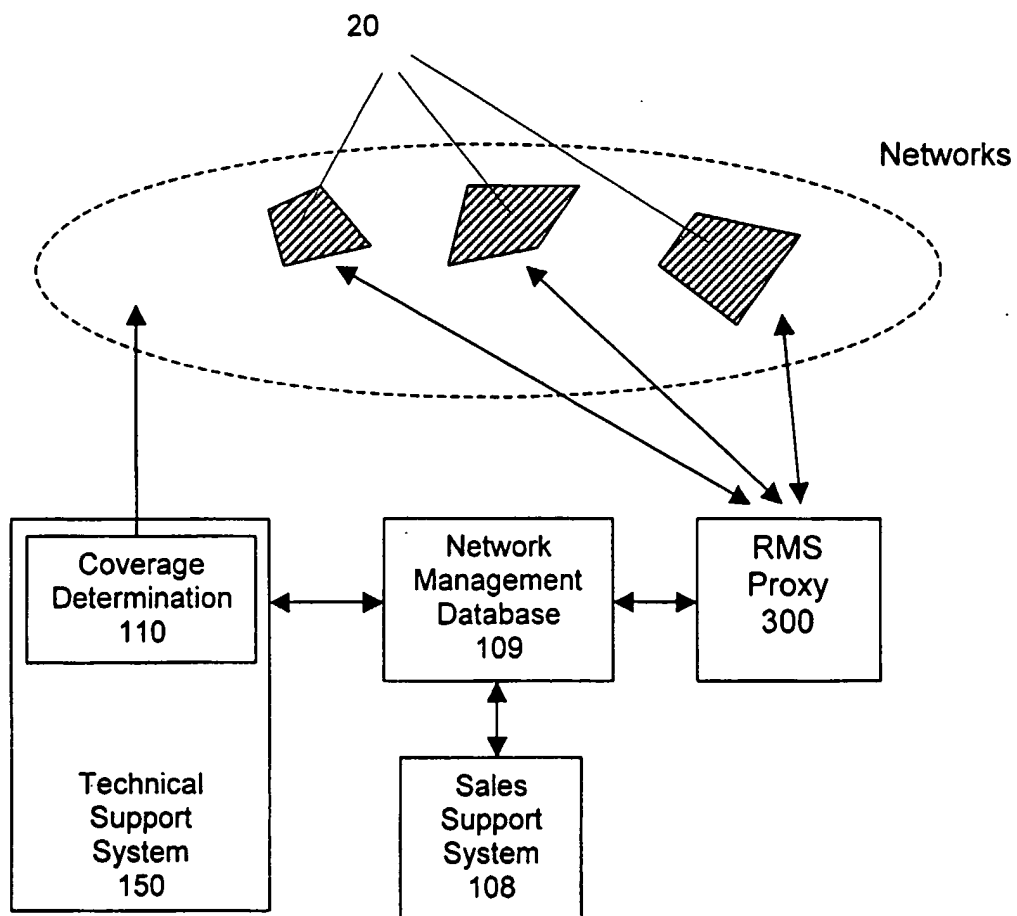 20
Networks
Coverage
Determination
110
Technical
Support
System
150
Network
Management
Database
109
RMS
Proxy
300
Sales
Support
System
108